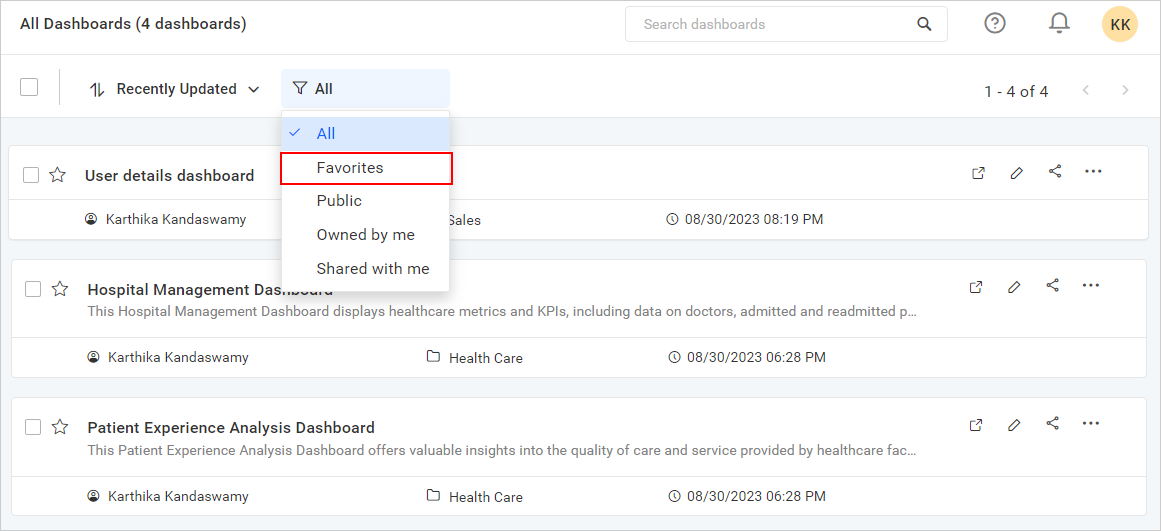 All Dashboards (4 dashboards)
Search dashboards
KK
Recently Updated
All
1 - 4 of 4
All
Favorites
Public
Owned by me
Shared with me
User details dashboard
Karthika Kandaswamy
Sales
08/30/2023 08:19 PM
Hospital Management Dashboard
This Hospital Management Dashboard displays healthcare metrics and KPIs, including data on doctors, admitted and readmitted p...
Karthika Kandaswamy
Health Care
08/30/2023 06:28 PM
Patient Experience Analysis Dashboard
This Patient Experience Analysis Dashboard offers valuable insights into the quality of care and service provided by healthcare fac...
Karthika Kandaswamy
Health Care
08/30/2023 06:28 PM